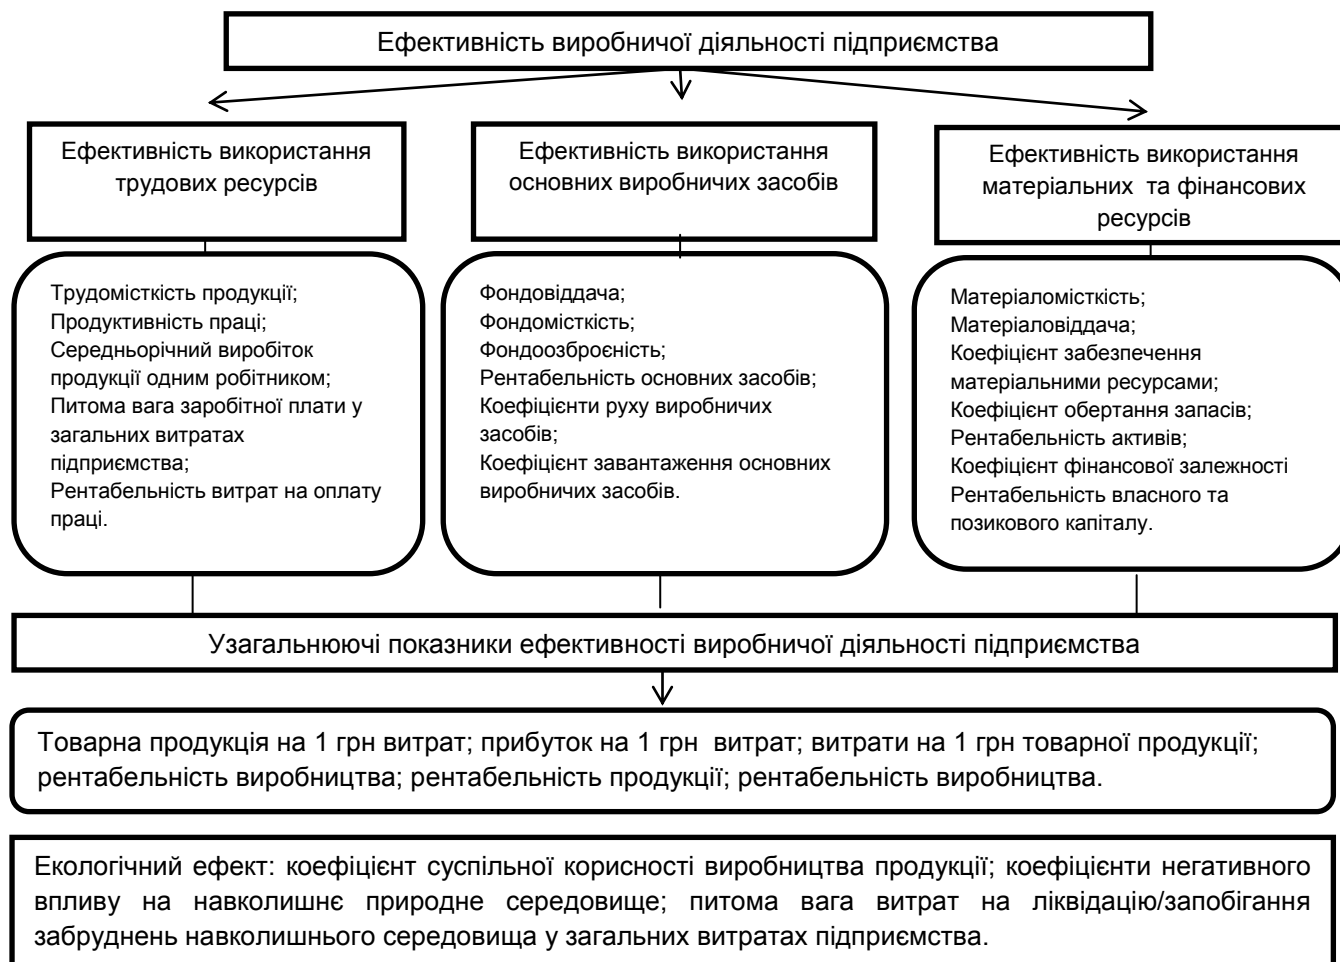 Ефективність виробничої діяльності підприємства
Ефективність використання
трудових ресурсів
Ефективність використання
основних виробничих засобів
Ефективність використання
матеріальних та фінансових
ресурсів
Трудомісткість продукції;
Продуктивність праці;
Середньорічний виробіток
продукції одним робітником;
Питома вага заробітної плати у
загальних витратах
підприємства;
Рентабельність витрат на оплату
праці.
Фондовіддача;
Фондомісткість;
Фондоозброєність;
Рентабельність основних засобів;
Коефіцієнти руху виробничих
засобів;
Коефіцієнт завантаження основних
виробничих засобів.
Матеріаломісткість;
Матеріаловіддача;
Коефіцієнт забезпечення
матеріальними ресурсами;
Коефіцієнт обертання запасів;
Рентабельність активів;
Коефіцієнт фінансової залежності
Рентабельність власного та
позикового капіталу.
Узагальнюючі показники ефективності виробничої діяльності підприємства
Товарна продукція на 1 грн витрат; прибуток на 1 грн витрат; витрати на 1 грн товарної продукції;
рентабельність виробництва; рентабельність продукції; рентабельність виробництва.
Екологічний ефект: коефіцієнт суспільної корисності виробництва продукції; коефіцієнти негативного
впливу на навколишнє природне середовище; питома вага витрат на ліквідацію/запобігання
забруднень навколишнього середовища у загальних витратах підприємства.